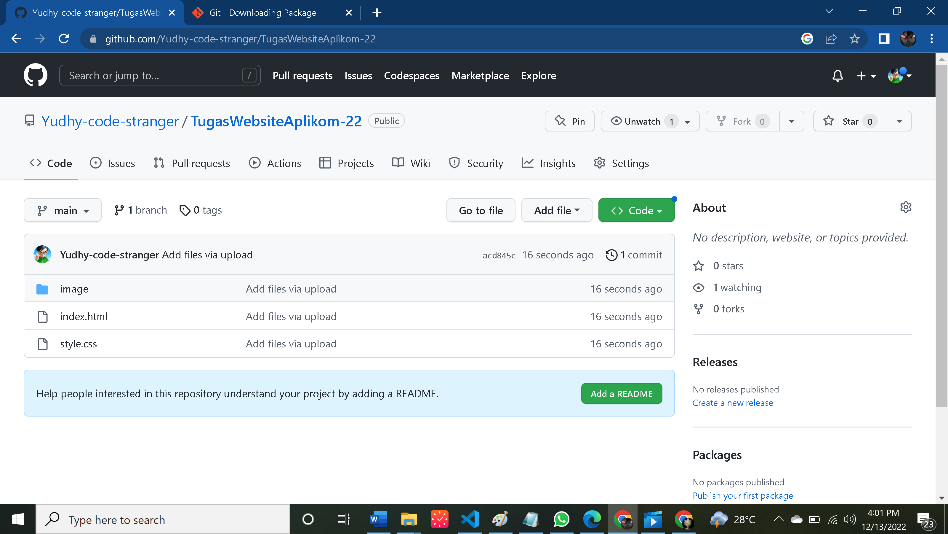 Yudhy-code-stranger/TugasWeb
Git - Downloading Package
github.com/Yudhy-code-stranger/TugasWebsiteAplikom-22
Search or jump to... /
Pull requests Issues Codespaces Marketplace Explore
Yudhy-code-stranger / TugasWebsiteAplikom-22 Public
Pin Unwatch 1 Fork 0 Star 0
Code Issues Pull requests Actions Projects Wiki Security Insights Settings
main 1 branch 0 tags Go to file Add file Code
Yudhy-code-stranger Add files via upload acd845c 16 seconds ago 1 commit
image Add files via upload 16 seconds ago
index.html Add files via upload 16 seconds ago
style.css Add files via upload 16 seconds ago
Help people interested in this repository understand your project by adding a README. Add a README
About
No description, website, or topics provided.
0 stars
1 watching
0 forks
Releases
No releases published
Create a new release
Packages
No packages published
Publish your first package
Type here to search
28°C
4:01 PM
12/13/2022
23